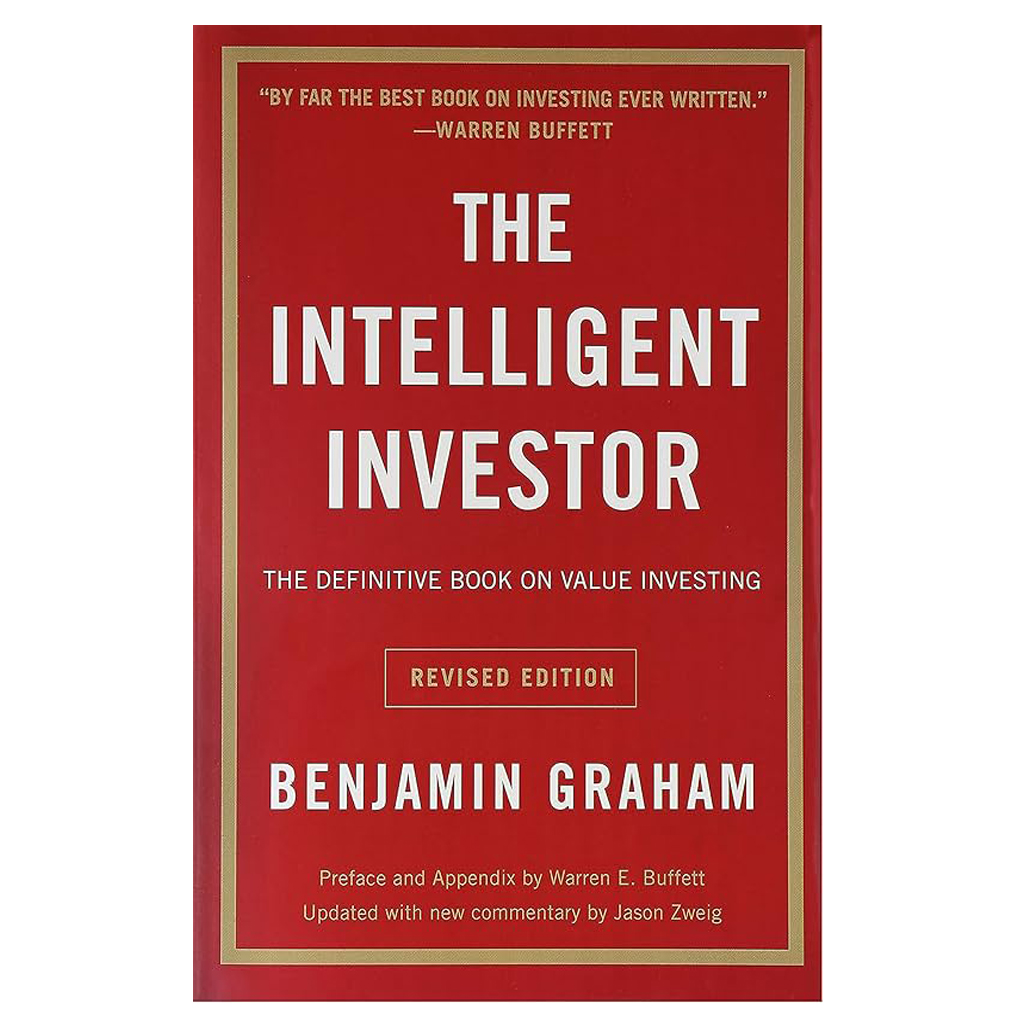 “BY FAR THE BEST BOOK ON INVESTING EVER WRITTEN.”
—WARREN BUFFETT
THE
INTELLIGENT
INVESTOR
THE DEFINITIVE BOOK ON VALUE INVESTING
REVISED EDITION
BENJAMIN GRAHAM
Preface and Appendix by Warren E. Buffett
Updated with new commentary by Jason Zweig